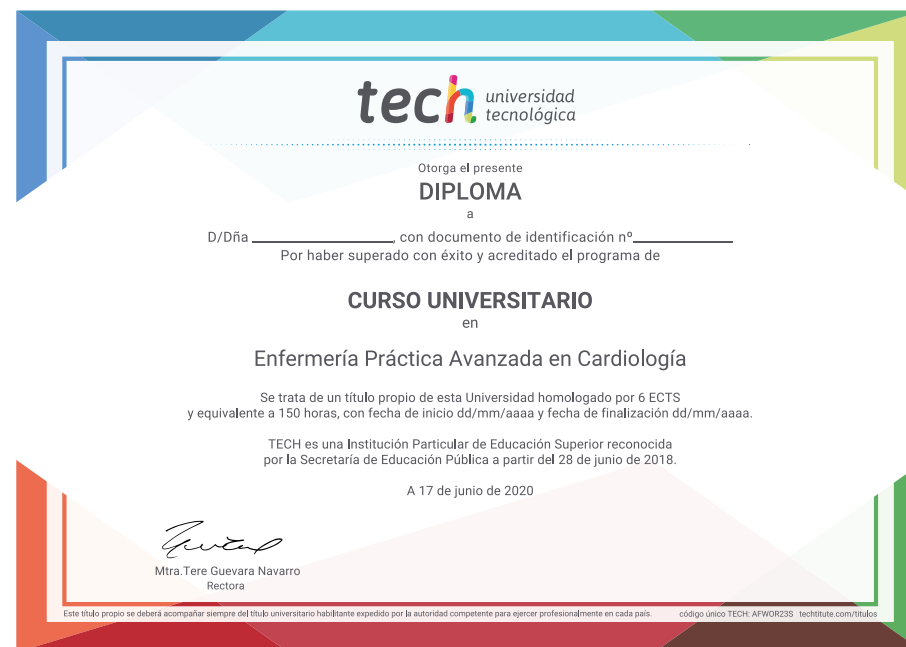 tech universidad
tecnológica
Otorga el presente
DIPLOMA
a
D/Dña ____________________, con documento de identificación nº______________
Por haber superado con éxito y acreditado el programa de
CURSO UNIVERSITARIO
en
Enfermería Práctica Avanzada en Cardiología
Se trata de un título propio de esta Universidad homologado por 6 ECTS
y equivalente a 150 horas, con fecha de inicio dd/mm/aaaa y fecha de finalización dd/mm/aaaa.
TECH es una Institución Particular de Educación Superior reconocida
por la Secretaría de Educación Pública a partir del 28 de junio de 2018.
A 17 de junio de 2020
Mtra.Tere Guevara Navarro
Rectora
Este título propio se deberá acompañar siempre del título universitario habilitante expedido por la autoridad competente para ejercer profesionalmente en cada país. código único TECH: AFWOR23S techtitute.com/titulos